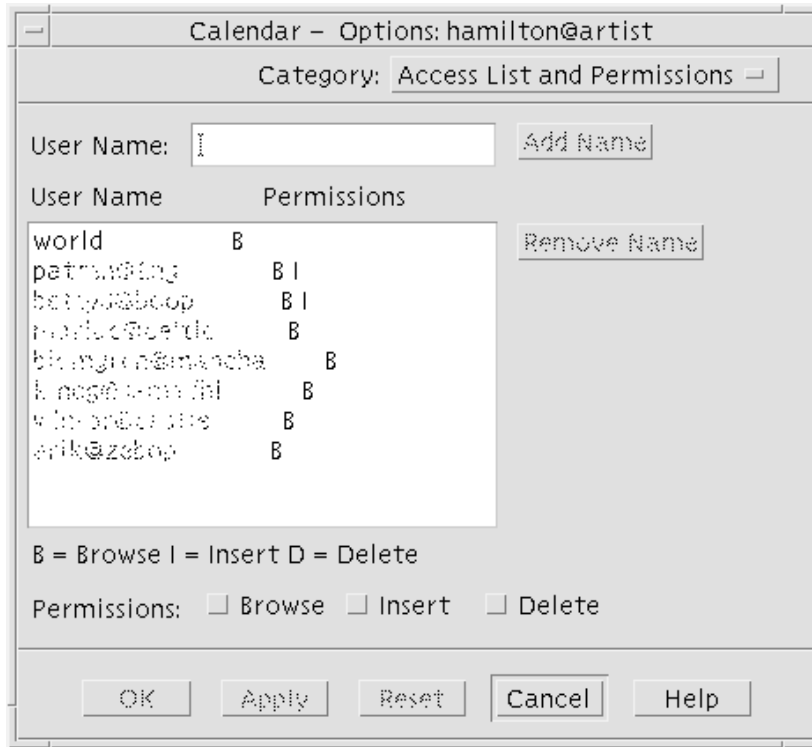 Calendar – Options: hamilton@artist
Category: Access List and Permissions
User Name: Add Name
User Name Permissions
world B
Remove Name
B I
B I
B
B
B
B
arik@zebop B
B = Browse I = Insert D = Delete
Permissions: Browse Insert Delete
OK Apply Reset Cancel Help